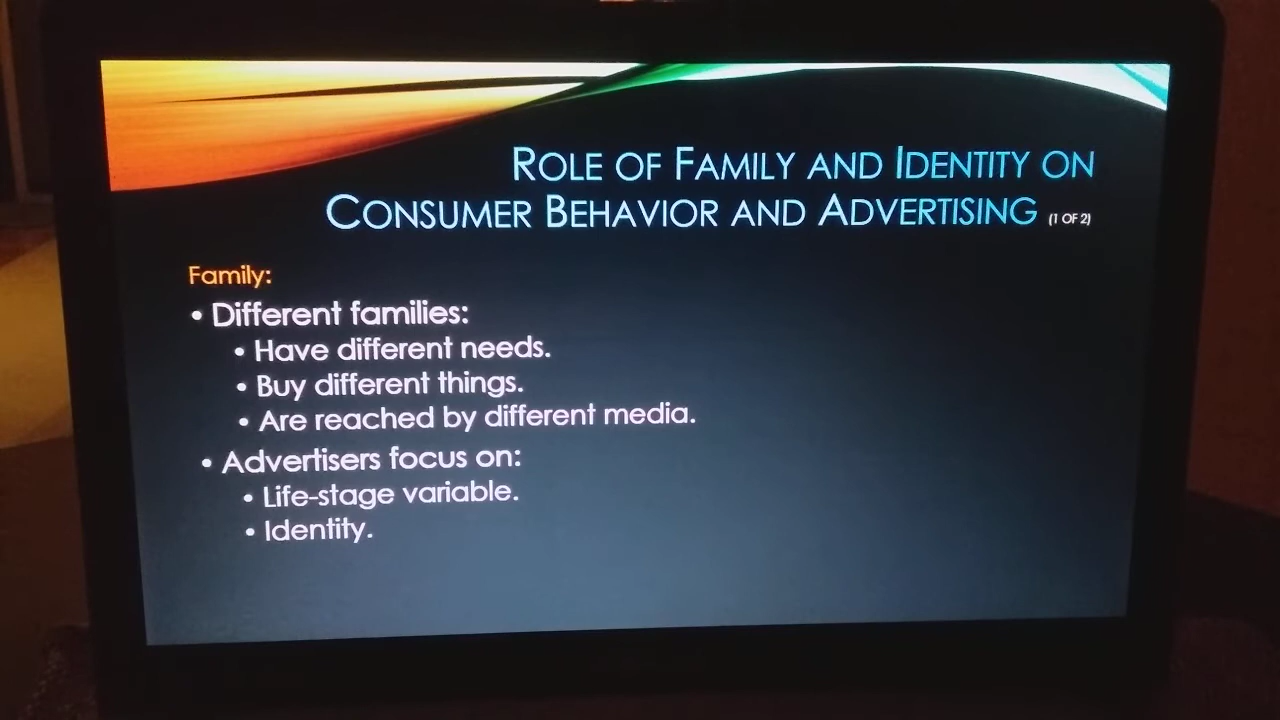 ROLE OF FAMILY AND IDENTITY ON
CONSUMER BEHAVIOR AND ADVERTISING (1 OF 2)
Family:
• Different families:
• Have different needs.
• Buy different things.
• Are reached by different media.
• Advertisers focus on:
• Life-stage variable.
• Identity.